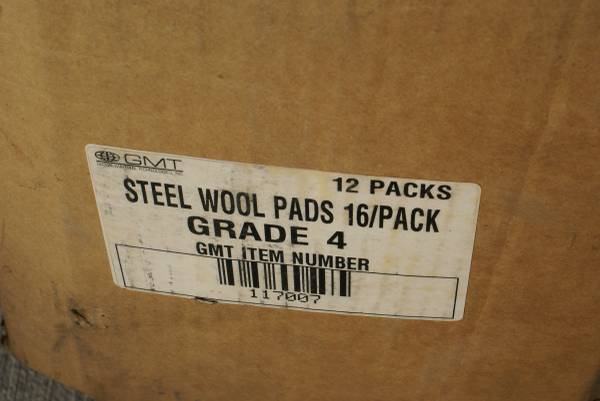 GMT
12 PACKS
STEEL WOOL PADS 16/PACK
GRADE 4
GMT ITEM NUMBER
117007